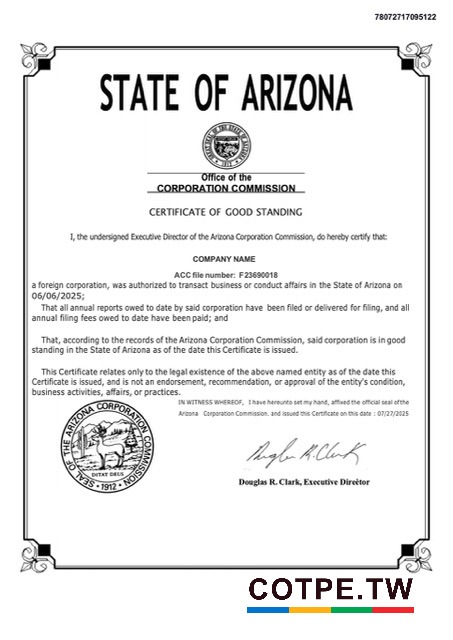 78072717095122
STATE OF ARIZONA
Office of the
CORPORATION COMMISSION
CERTIFICATE OF GOOD STANDING
I, the undersigned Executive Director of the Arizona Corporation Commission, do hereby certify that:
COMPANY NAME
ACC file number: F23690018
a foreign corporation, was authorized to transact business or conduct affairs in the State of Arizona on
06/06/2025;
That all annual reports owed to date by said corporation have been filed or delivered for filing, and all
annual filing fees owed to date have been paid; and
That, according to the records of the Arizona Corporation Commission, said corporation is in good
standing in the State of Arizona as of the date this Certificate is issued.
This Certificate relates only to the legal existence of the above named entity as of the date this
Certificate is issued, and is not an endorsement, recommendation, or approval of the entity's condition,
business activities, affairs, or practices.
IN WITNESS WHEREOF, I have hereunto set my hand, affixed the official seal of the
Arizona Corporation Commission. and issued this Certificate on this date : 07/27/2025
SEAL OF THE ARIZONA CORPORATION COMMISSION
DITAT DEUS
1912
Douglas R. Clark
Douglas R. Clark, Executive Director
COTPE.TW